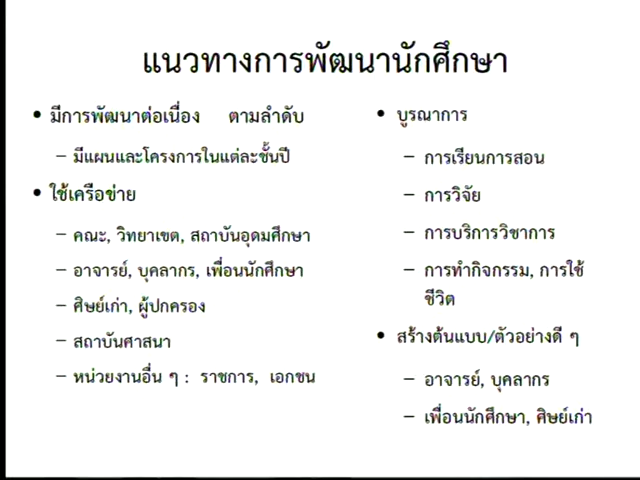 แนวทางการพัฒนานักศึกษา
• มีการพัฒนาต่อเนื่อง ตามลำดับ
– มีแผนและโครงการในแต่ละชั้นปี
• ใช้เครือข่าย
– คณะ, วิทยาเขต, สถาบันอุดมศึกษา
– อาจารย์, บุคลากร, เพื่อนนักศึกษา
– ศิษย์เก่า, ผู้ปกครอง
– สถาบันศาสนา
– หน่วยงานอื่น ๆ : ราชการ, เอกชน
• บูรณาการ
– การเรียนการสอน
– การวิจัย
– การบริการวิชาการ
– การทำกิจกรรม, การใช้
ชีวิต
• สร้างต้นแบบ/ตัวอย่างดี ๆ
– อาจารย์, บุคลากร
– เพื่อนนักศึกษา, ศิษย์เก่า